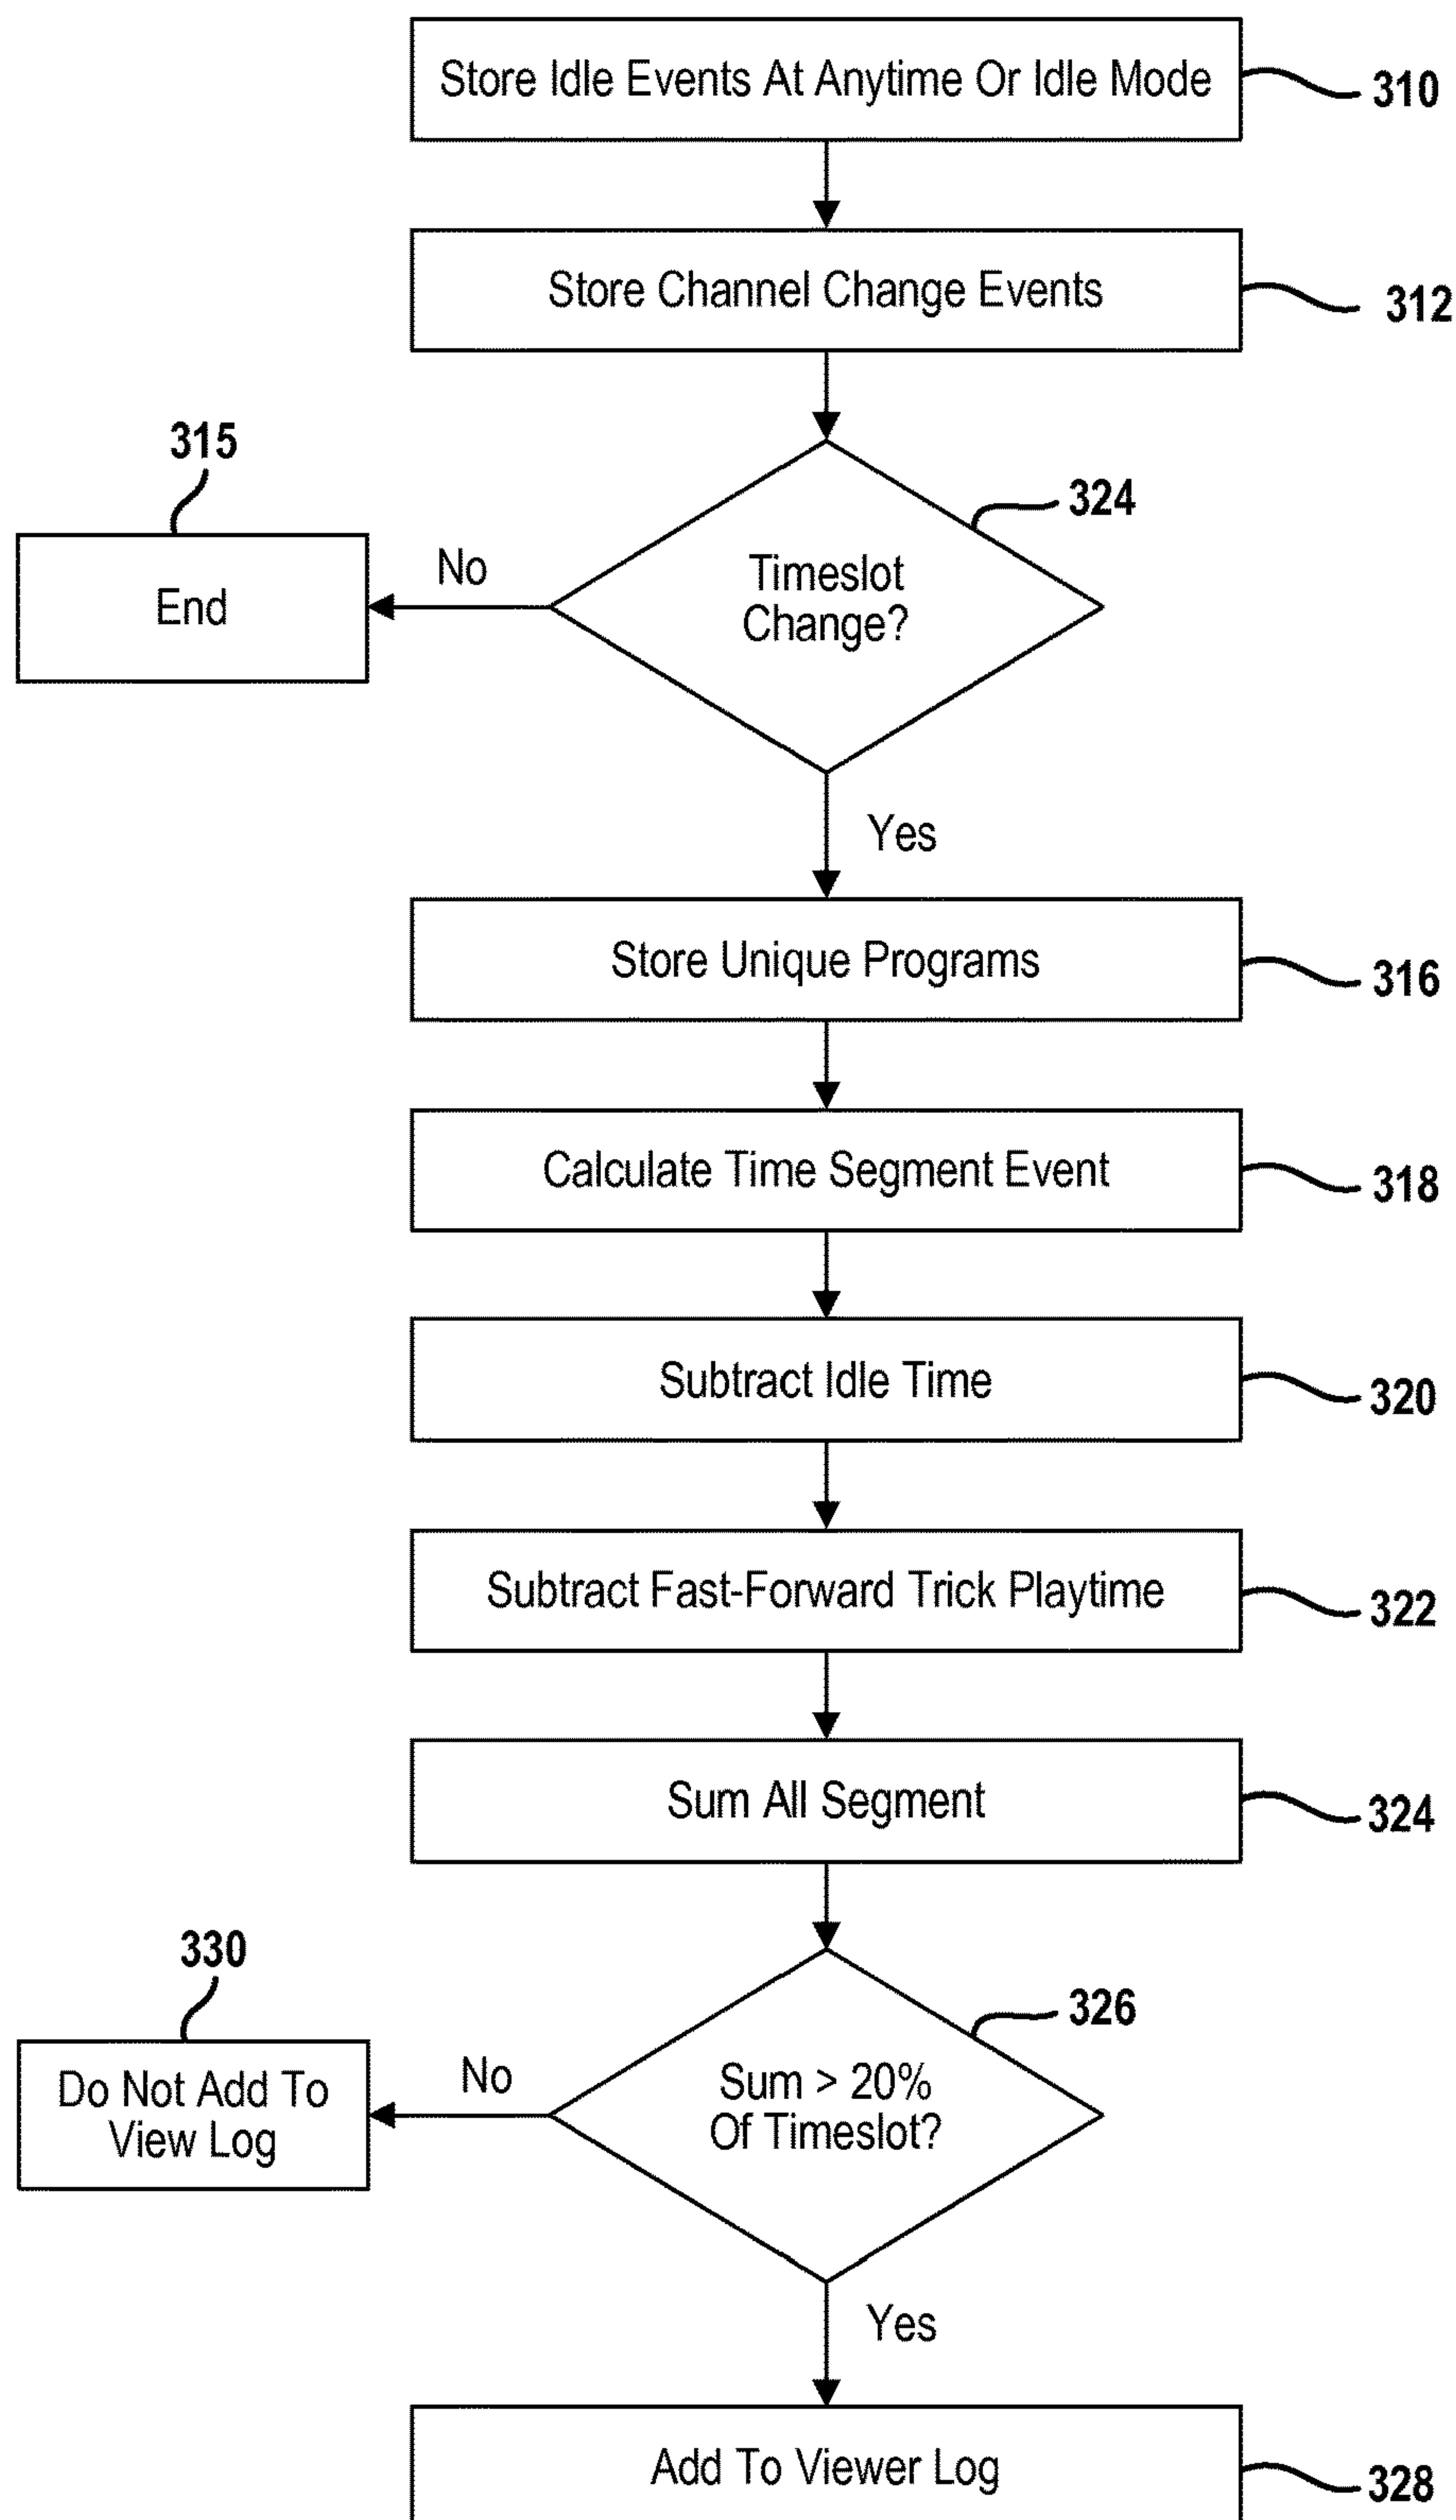 Store Idle Events At Anytime Or Idle Mode
310
Store Channel Change Events
312
315
324
Timeslot
Change?
No
End
Yes
Store Unique Programs
316
Calculate Time Segment Event
318
Subtract Idle Time
320
Subtract Fast-Forward Trick Playtime
322
Sum All Segment
324
330
326
Sum > 20%
Of Timeslot?
No
Do Not Add To
View Log
Yes
Add To Viewer Log
328